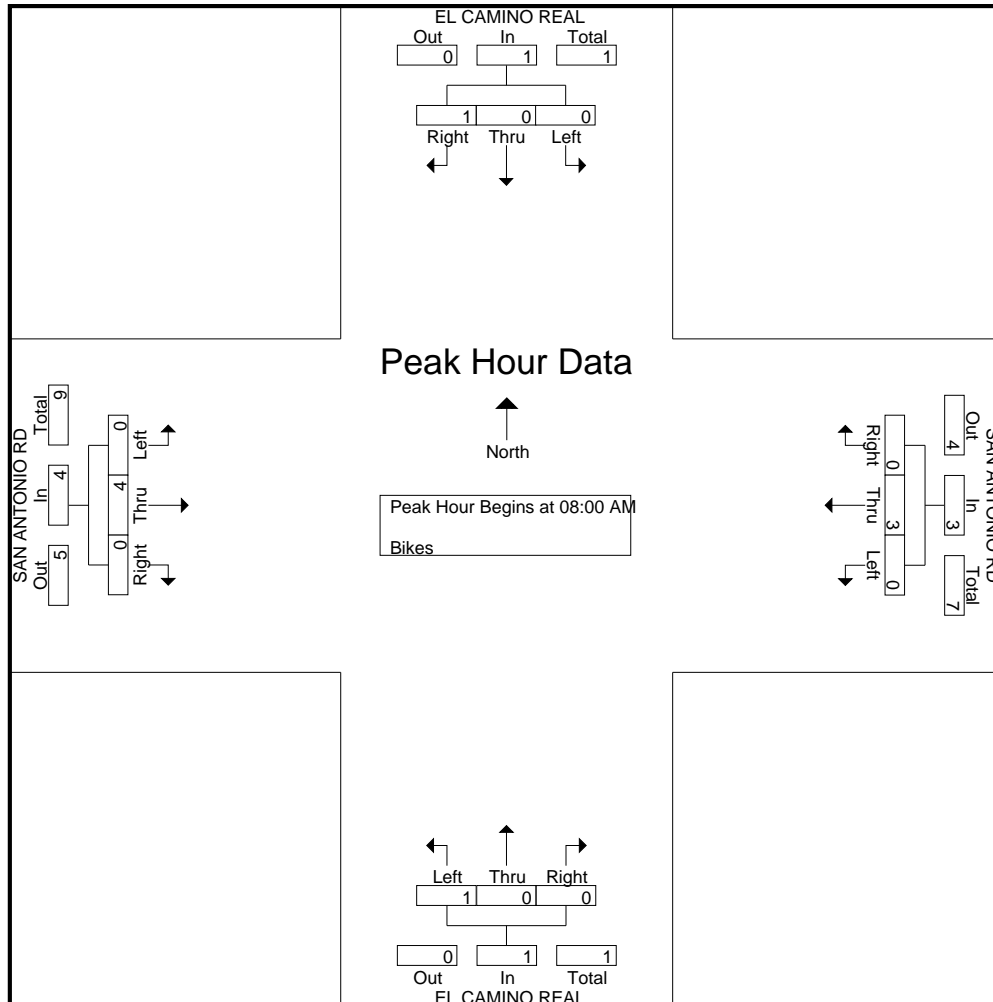 EL CAMINO REAL
Out In Total
0 1 1
1 0 0
Right Thru Left
Peak Hour Data
North
Peak Hour Begins at 08:00 AM
Bikes
SAN ANTONIO RD
Out In Total
5 4 9
Left Thru Right
0 4 0
SAN ANTONIO RD
Out In Total
4 3 7
Right Thru Left
0 3 0
Left Thru Right
1 0 0
0 1 1
Out In Total
EL CAMINO REAL